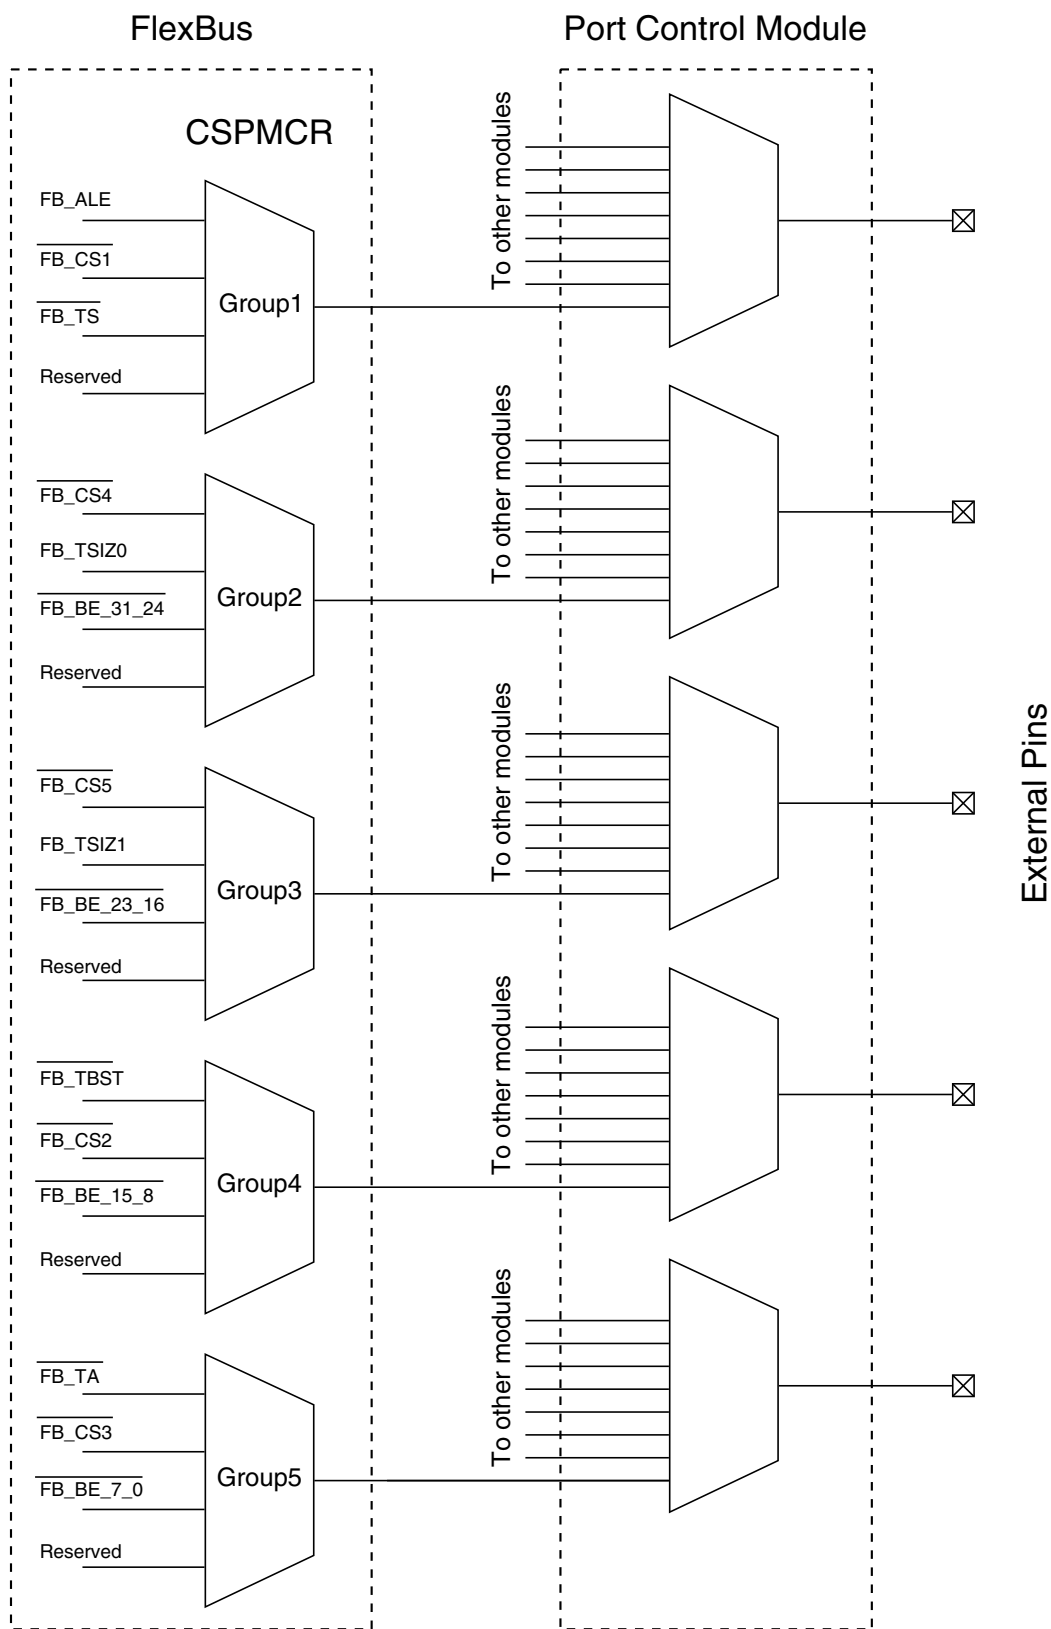 FlexBus
Port Control Module
CSPMCR
FB_ALE
FB_CS1
FB_TS
Reserved
Group1
To other modules
FB_CS4
FB_TSIZ0
FB_BE_31_24
Reserved
Group2
To other modules
FB_CS5
FB_TSIZ1
FB_BE_23_16
Reserved
Group3
To other modules
FB_TBST
FB_CS2
FB_BE_15_8
Reserved
Group4
To other modules
FB_TA
FB_CS3
FB_BE_7_0
Reserved
Group5
To other modules
External Pins